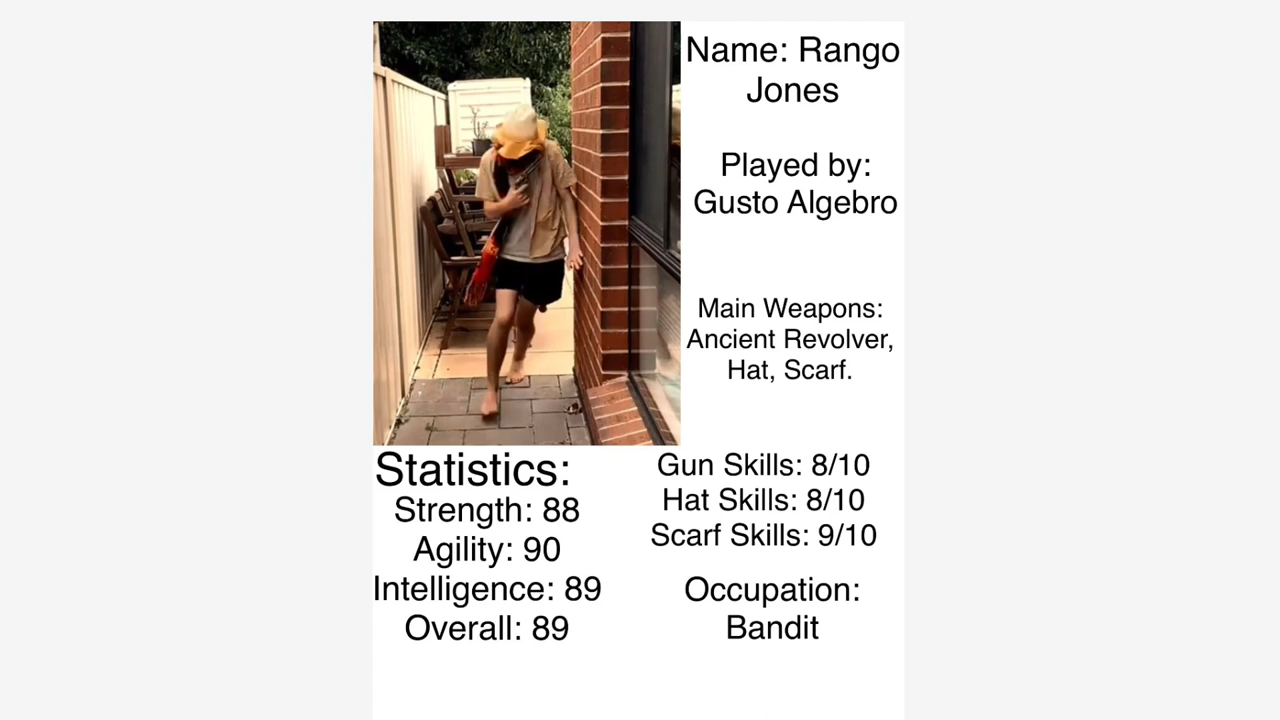 Name: Rango
Jones
Played by:
Gusto Algebro
Main Weapons:
Ancient Revolver,
Hat, Scarf.
Statistics:
Strength: 88
Agility: 90
Intelligence: 89
Overall: 89
Gun Skills: 8/10
Hat Skills: 8/10
Scarf Skills: 9/10
Occupation:
Bandit